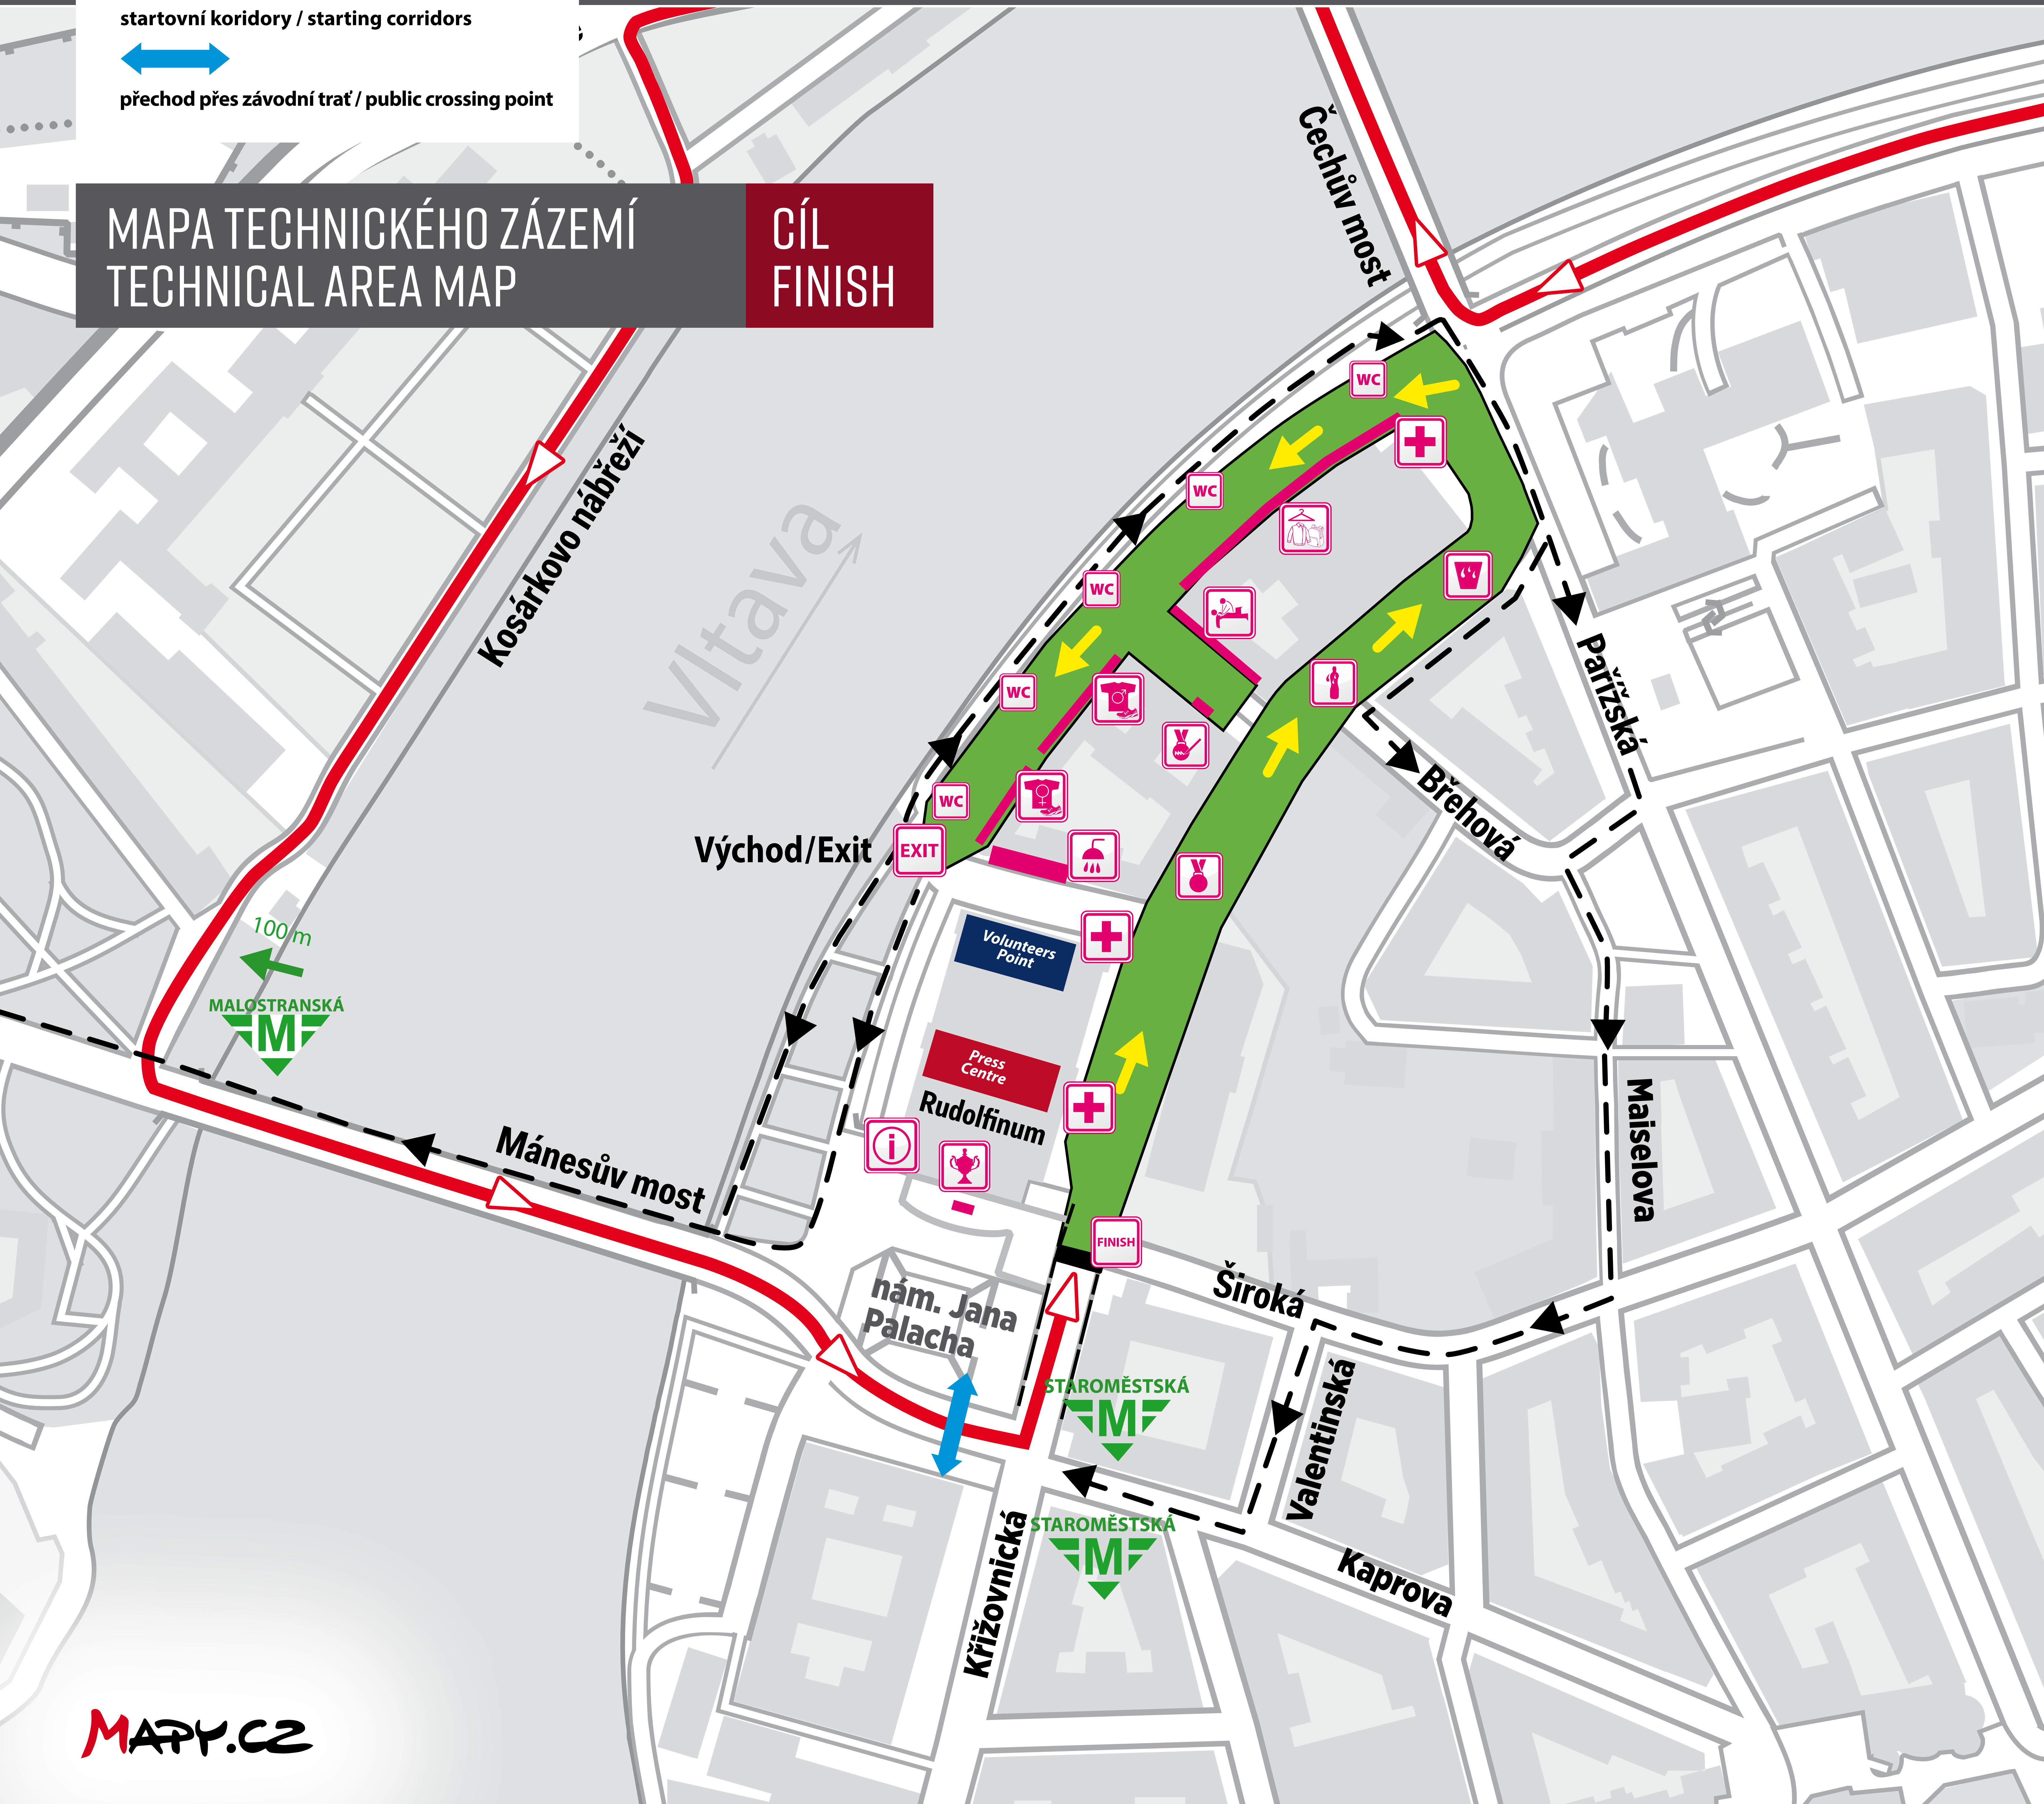 startovní koridory / starting corridors
přechod přes závodní trať / public crossing point
MAPA TECHNICKÉHO ZÁZEMÍ
TECHNICAL AREA MAP
CÍL
FINISH
Čechův most
Kosárkovo nábřeží
Vltava
WC
WC
WC
WC
WC
Východ/Exit
EXIT
Pařížská
Břehová
100 m
MALOSTRANSKÁ
M
Volunteers
Point
Press
Centre
Rudolfinum
i
Mánesův most
Maiselova
FINISH
Široká
nám. Jana
Palacha
STAROMĚSTSKÁ
M
Valentinská
STAROMĚSTSKÁ
M
Křižovnická
Kaprova
MAPY.CZ